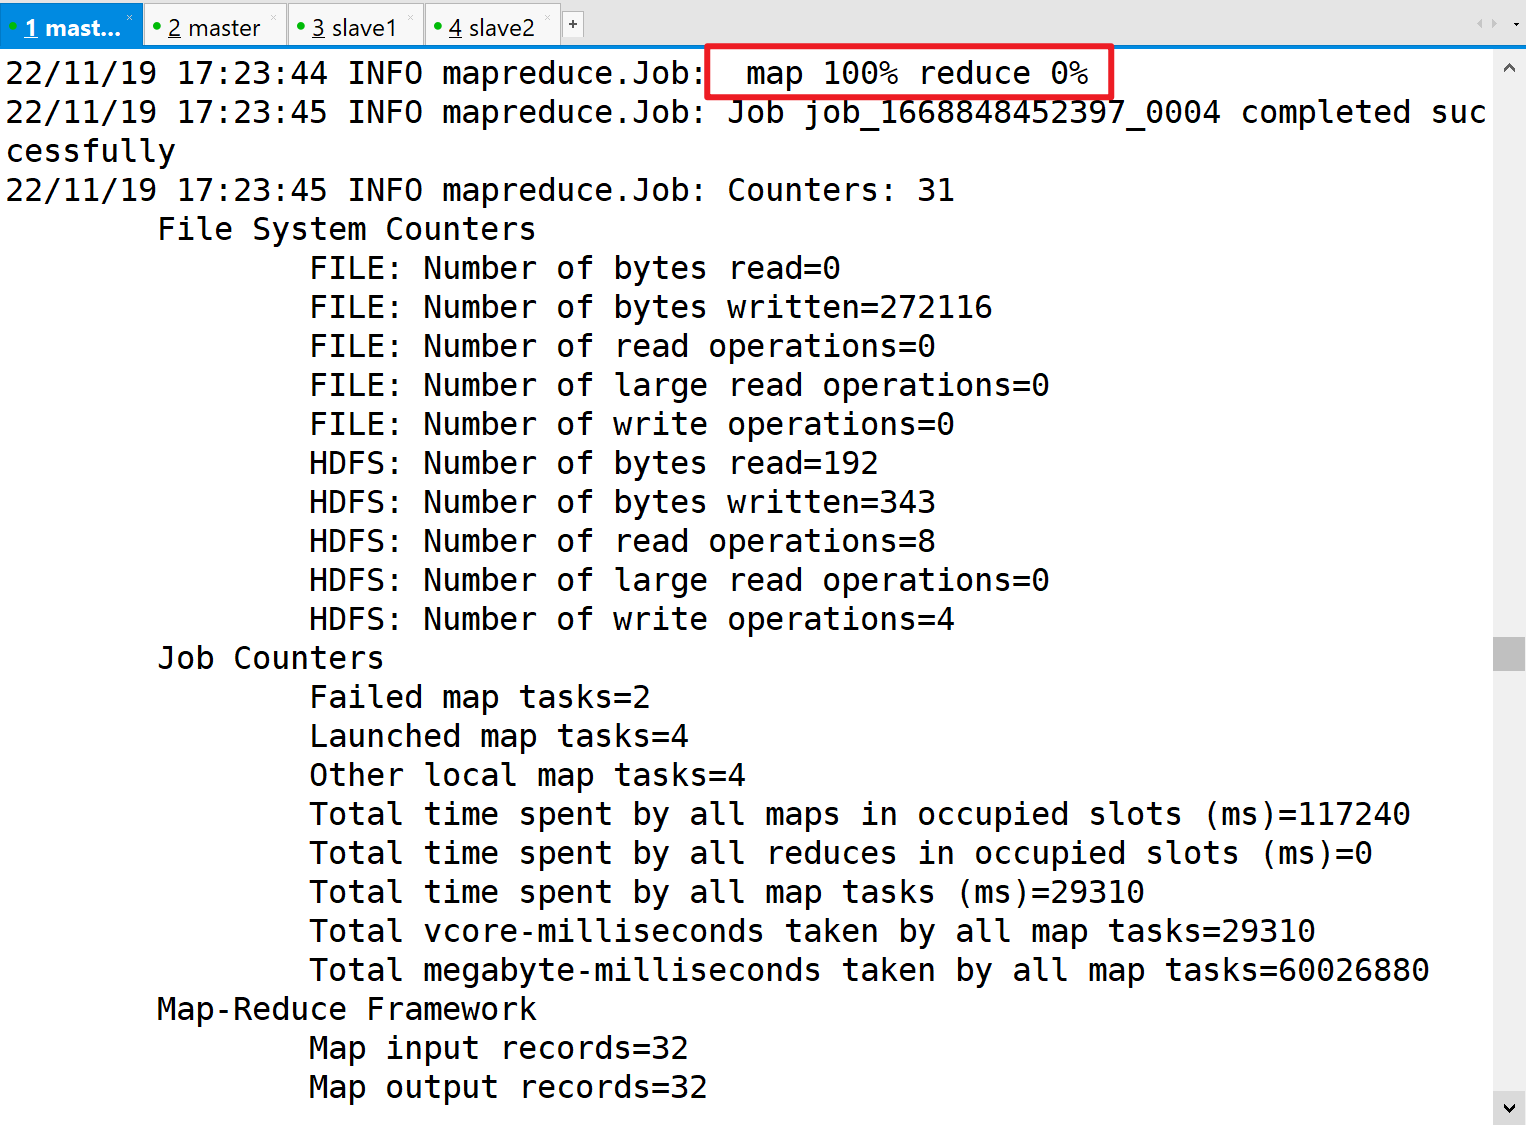 1 mast... × 2 master × 3 slave1 × 4 slave2 × +
22/11/19 17:23:44 INFO mapreduce.Job:  map 100% reduce 0%
22/11/19 17:23:45 INFO mapreduce.Job: Job job_1668848452397_0004 completed suc
cessfully
22/11/19 17:23:45 INFO mapreduce.Job: Counters: 31
File System Counters
FILE: Number of bytes read=0
FILE: Number of bytes written=272116
FILE: Number of read operations=0
FILE: Number of large read operations=0
FILE: Number of write operations=0
HDFS: Number of bytes read=192
HDFS: Number of bytes written=343
HDFS: Number of read operations=8
HDFS: Number of large read operations=0
HDFS: Number of write operations=4
Job Counters
Failed map tasks=2
Launched map tasks=4
Other local map tasks=4
Total time spent by all maps in occupied slots (ms)=117240
Total time spent by all reduces in occupied slots (ms)=0
Total time spent by all map tasks (ms)=29310
Total vcore-milliseconds taken by all map tasks=29310
Total megabyte-milliseconds taken by all map tasks=60026880
Map-Reduce Framework
Map input records=32
Map output records=32